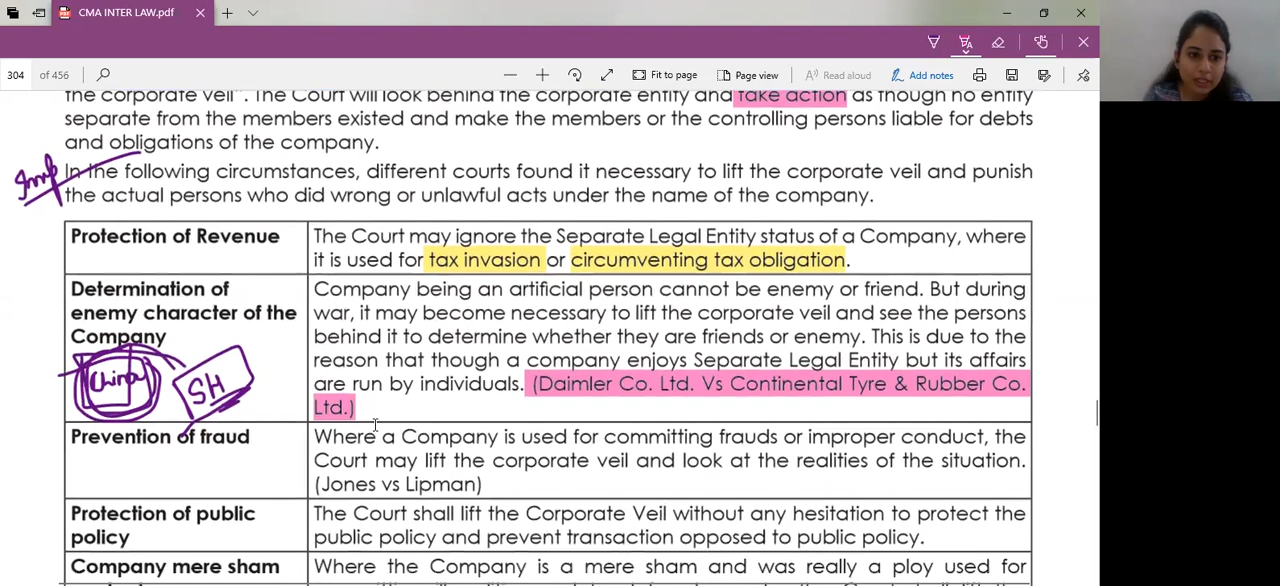 CMA INTER LAW.pdf
304 of 456
Fit to page
Page view
Read aloud
Add notes
the corporate veil". The Court will look behind the corporate entity and take action as though no entity
separate from the members existed and make the members or the controlling persons liable for debts
and obligations of the company.
Imp
In the following circumstances, different courts found it necessary to lift the corporate veil and punish
the actual persons who did wrong or unlawful acts under the name of the company.
Protection of Revenue
The Court may ignore the Separate Legal Entity status of a Company, where
it is used for tax invasion or circumventing tax obligation.
Determination of
enemy character of the
Company
China
SH
Company being an artificial person cannot be enemy or friend. But during
war, it may become necessary to lift the corporate veil and see the persons
behind it to determine whether they are friends or enemy. This is due to the
reason that though a company enjoys Separate Legal Entity but its affairs
are run by individuals. (Daimler Co. Ltd. Vs Continental Tyre & Rubber Co.
Ltd.)
Prevention of fraud
Where a Company is used for committing frauds or improper conduct, the
Court may lift the corporate veil and look at the realities of the situation.
(Jones vs Lipman)
Protection of public
policy
The Court shall lift the Corporate Veil without any hesitation to protect the
public policy and prevent transaction opposed to public policy.
Company mere sham
Where the Company is a mere sham and was really a ploy used for